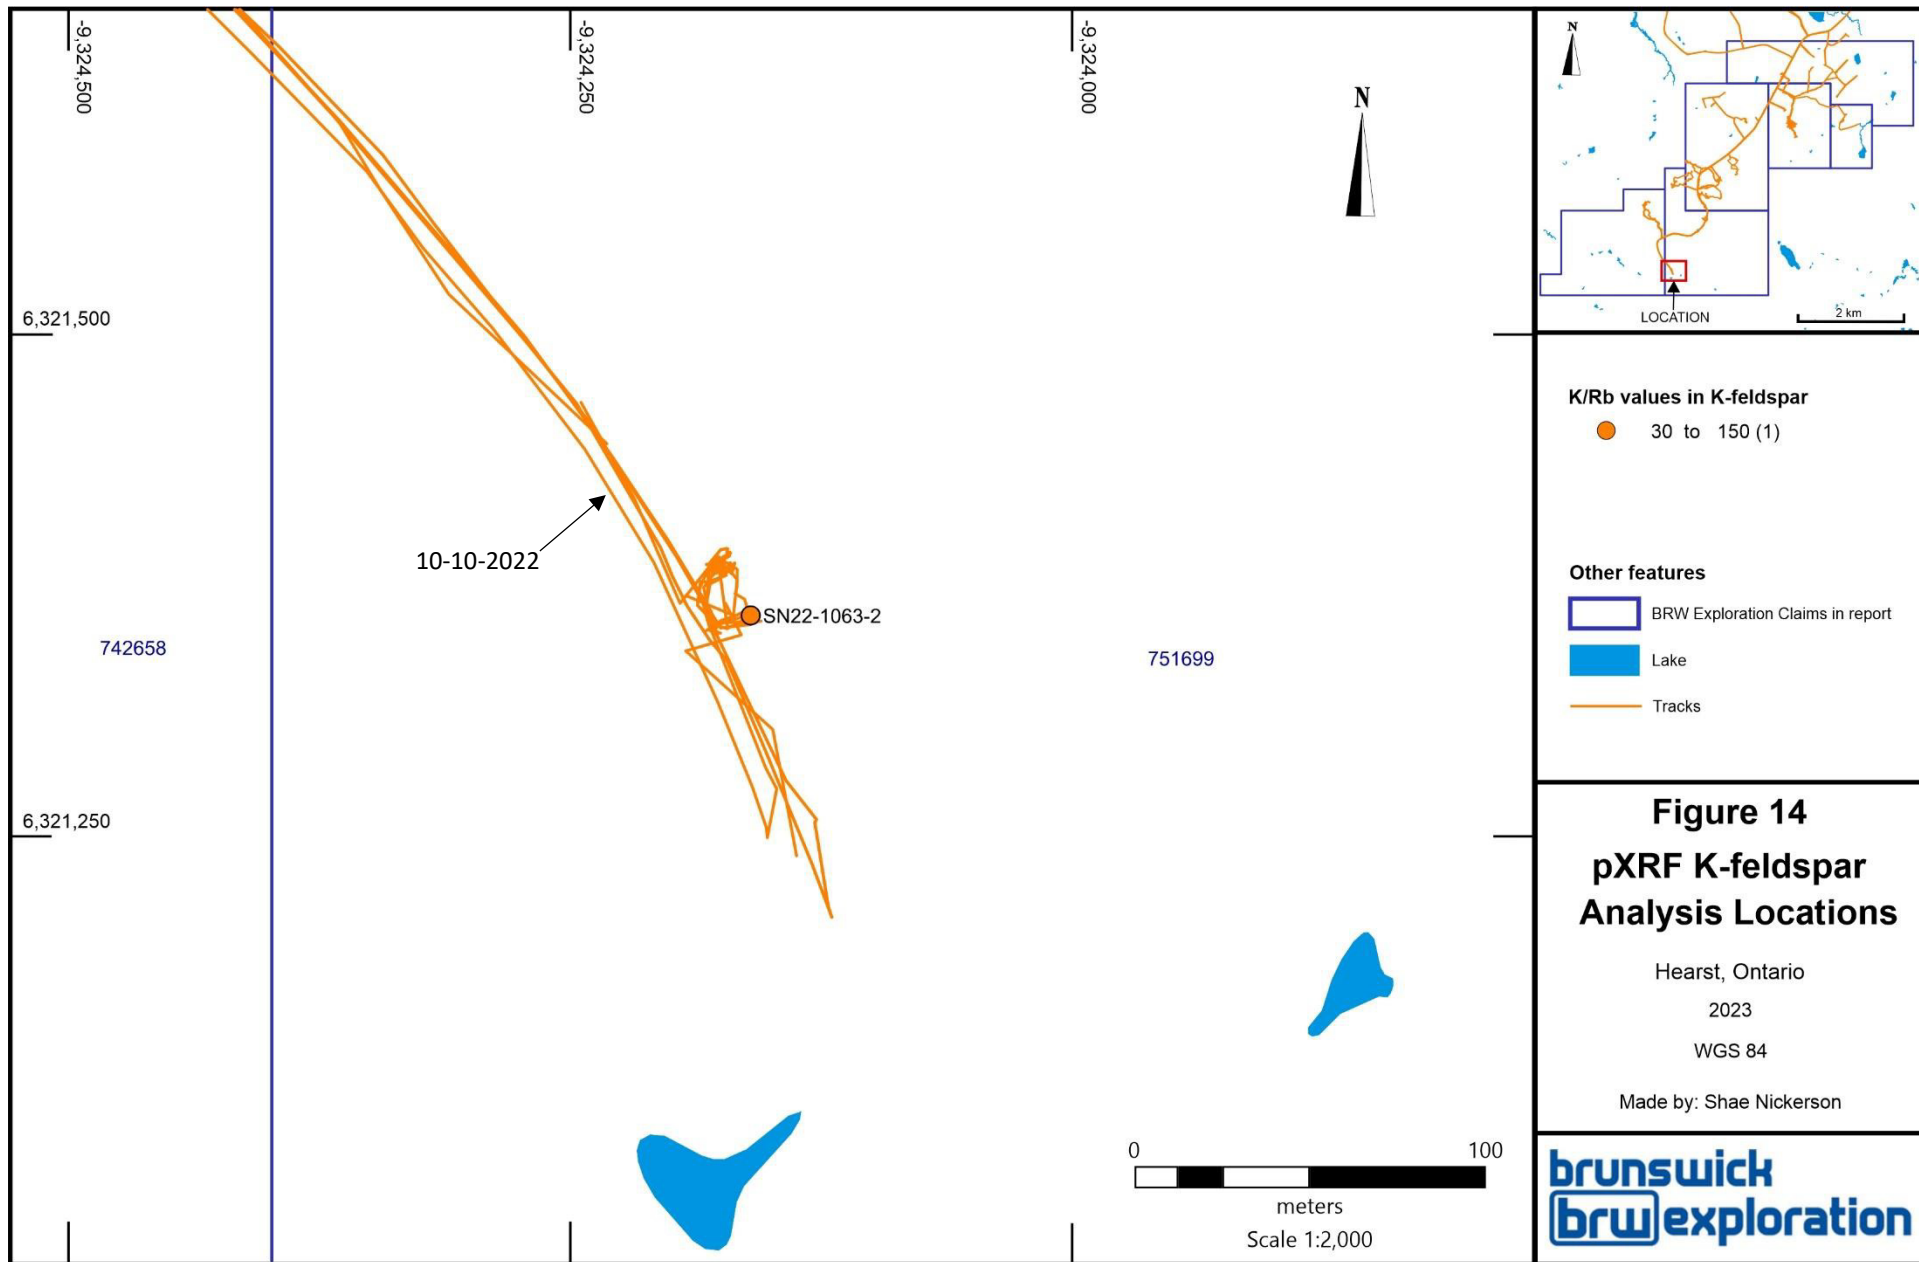 -9,324,500
-9,324,250
-9,324,000
N
6,321,500
10-10-2022
SN22-1063-2
742658
751699
6,321,250
0 100
meters
Scale 1:2,000
N
LOCATION
2 km
K/Rb values in K-feldspar
30 to 150 (1)
Other features
BRW Exploration Claims in report
Lake
Tracks
Figure 14
pXRF K-feldspar
Analysis Locations
Hearst, Ontario
2023
WGS 84
Made by: Shae Nickerson
brunswick
brw exploration